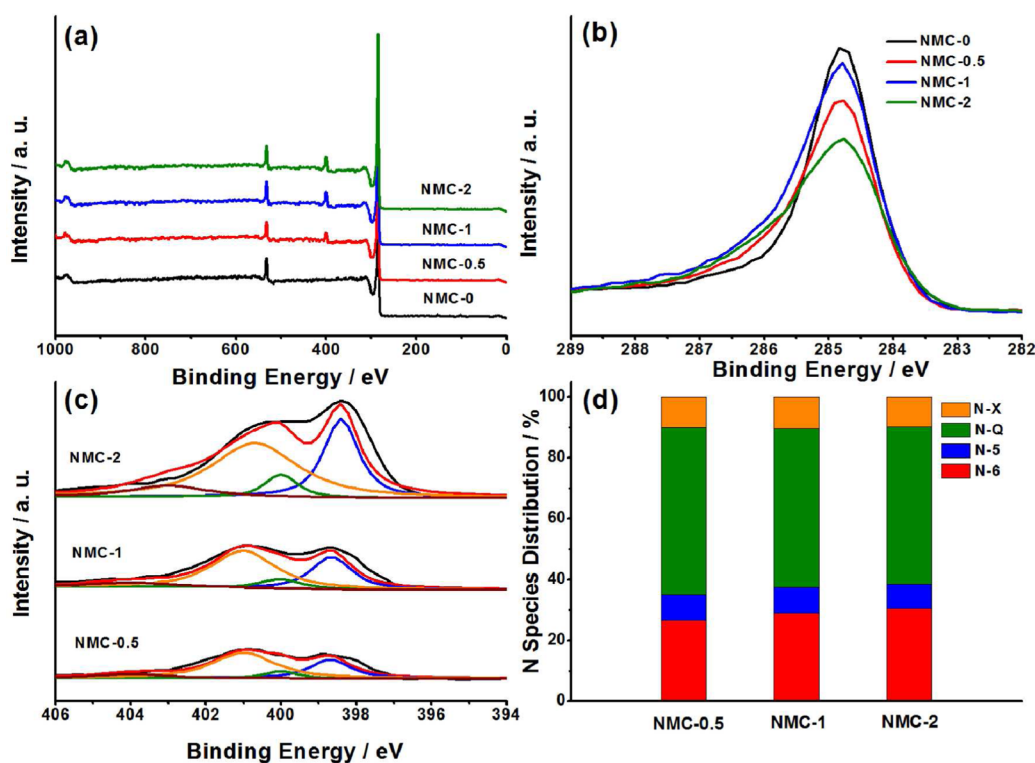 (a)
Intensity / a. u.
NMC-2
NMC-1
NMC-0.5
NMC-0
1000 800 600 400 200 0
Binding Energy / eV
(b)
Intensity / a. u.
NMC-0
NMC-0.5
NMC-1
NMC-2
289 288 287 286 285 284 283 282
Binding Energy / eV
(c)
Intensity / a. u.
NMC-2
NMC-1
NMC-0.5
406 404 402 400 398 396 394
Binding Energy / eV
(d)
N Species Distribution / %
100
80
60
40
20
0
N-X
N-Q
N-5
N-6
NMC-0.5 NMC-1 NMC-2